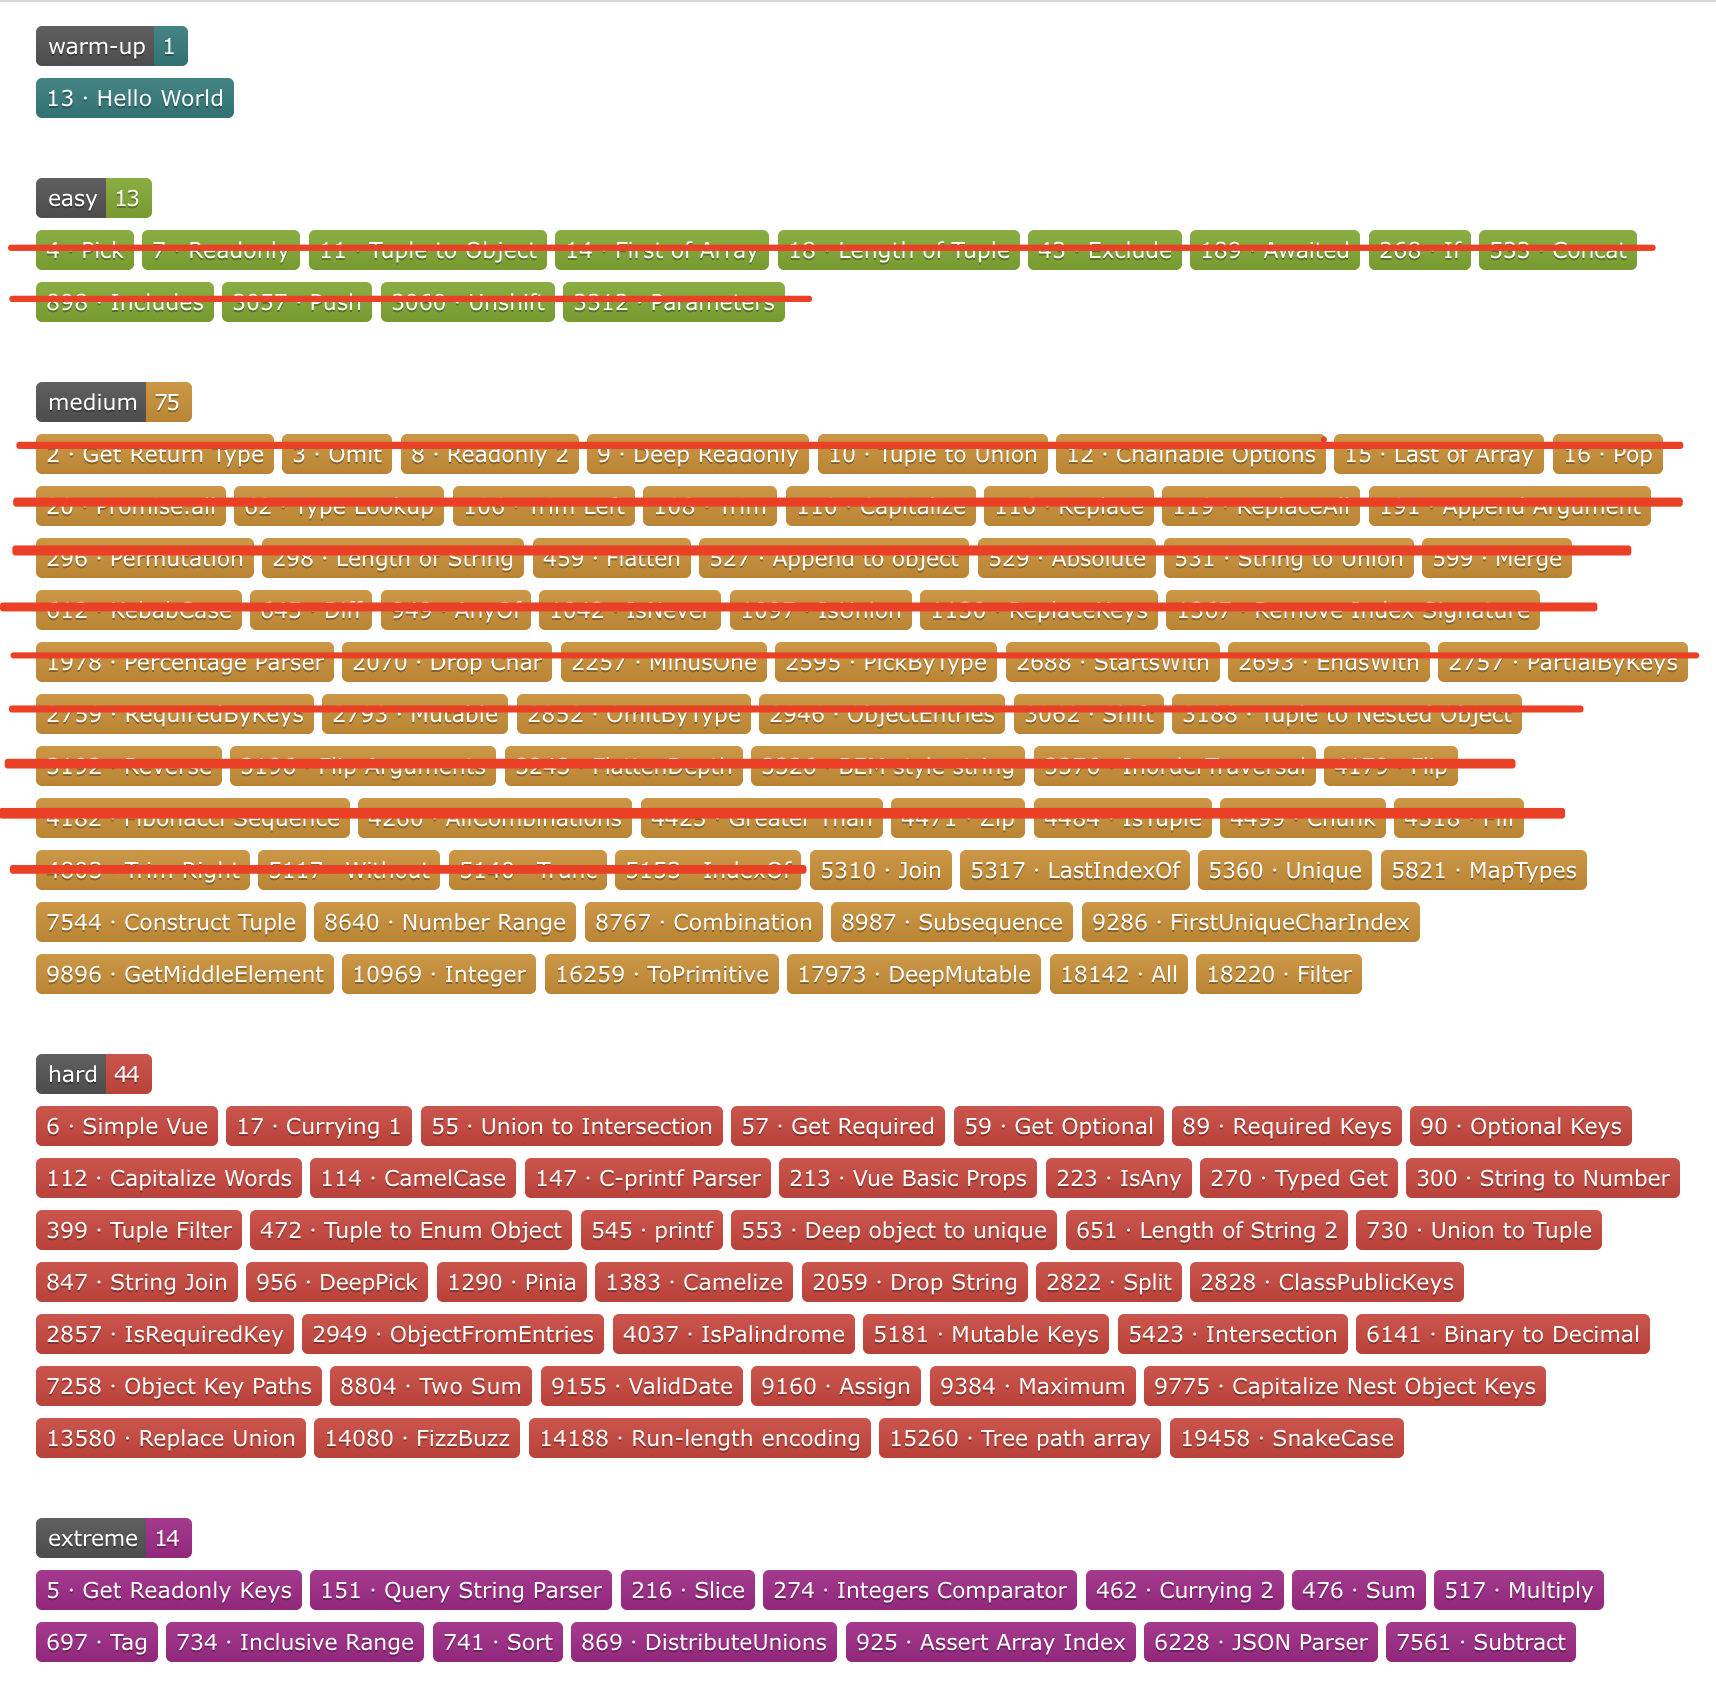 warm-up 1
13 · Hello World
easy 13
4 · Pick 7 · Readonly 11 · Tuple to Object 14 · First of Array 18 · Length of Tuple 43 · Exclude 189 · Awaited 268 · If 533 · Concat
898 · Includes 3057 · Push 3060 · Unshift 3312 · Parameters
medium 75
2 · Get Return Type 3 · Omit 8 · Readonly 2 9 · Deep Readonly 10 · Tuple to Union 12 · Chainable Options 15 · Last of Array 16 · Pop
20 · Promise.all 62 · Type Lookup 106 · Trim Left 108 · Trim 110 · Capitalize 116 · Replace 119 · ReplaceAll 191 · Append Argument
296 · Permutation 298 · Length of String 459 · Flatten 527 · Append to object 529 · Absolute 531 · String to Union 599 · Merge
612 · KebabCase 645 · Diff 949 · AnyOf 1042 · IsNever 1097 · IsUnion 1130 · ReplaceKeys 1367 · Remove Index Signature
1978 · Percentage Parser 2070 · Drop Char 2257 · MinusOne 2595 · PickByType 2688 · StartsWith 2693 · EndsWith 2757 · PartialByKeys
2759 · RequiredByKeys 2793 · Mutable 2852 · OmitByType 2946 · ObjectEntries 3062 · Shift 3188 · Tuple to Nested Object
3192 · Reverse 3196 · Flip Arguments 3243 · FlattenDepth 3326 · BEM style string 3376 · InorderTraversal 4179 · Flip
4182 · Fibonacci Sequence 4260 · AllCombinations 4425 · Greater Than 4471 · Zip 4484 · IsTuple 4499 · Chunk 4518 · Fill
4803 · Trim Right 5117 · Without 5140 · Trunc 5153 · IndexOf 5310 · Join 5317 · LastIndexOf 5360 · Unique 5821 · MapTypes
7544 · Construct Tuple 8640 · Number Range 8767 · Combination 8987 · Subsequence 9286 · FirstUniqueCharIndex
9896 · GetMiddleElement 10969 · Integer 16259 · ToPrimitive 17973 · DeepMutable 18142 · All 18220 · Filter
hard 44
6 · Simple Vue 17 · Currying 1 55 · Union to Intersection 57 · Get Required 59 · Get Optional 89 · Required Keys 90 · Optional Keys
112 · Capitalize Words 114 · CamelCase 147 · C-printf Parser 213 · Vue Basic Props 223 · IsAny 270 · Typed Get 300 · String to Number
399 · Tuple Filter 472 · Tuple to Enum Object 545 · printf 553 · Deep object to unique 651 · Length of String 2 730 · Union to Tuple
847 · String Join 956 · DeepPick 1290 · Pinia 1383 · Camelize 2059 · Drop String 2822 · Split 2828 · ClassPublicKeys
2857 · IsRequiredKey 2949 · ObjectFromEntries 4037 · IsPalindrome 5181 · Mutable Keys 5423 · Intersection 6141 · Binary to Decimal
7258 · Object Key Paths 8804 · Two Sum 9155 · ValidDate 9160 · Assign 9384 · Maximum 9775 · Capitalize Nest Object Keys
13580 · Replace Union 14080 · FizzBuzz 14188 · Run-length encoding 15260 · Tree path array 19458 · SnakeCase
extreme 14
5 · Get Readonly Keys 151 · Query String Parser 216 · Slice 274 · Integers Comparator 462 · Currying 2 476 · Sum 517 · Multiply
697 · Tag 734 · Inclusive Range 741 · Sort 869 · DistributeUnions 925 · Assert Array Index 6228 · JSON Parser 7561 · Subtract